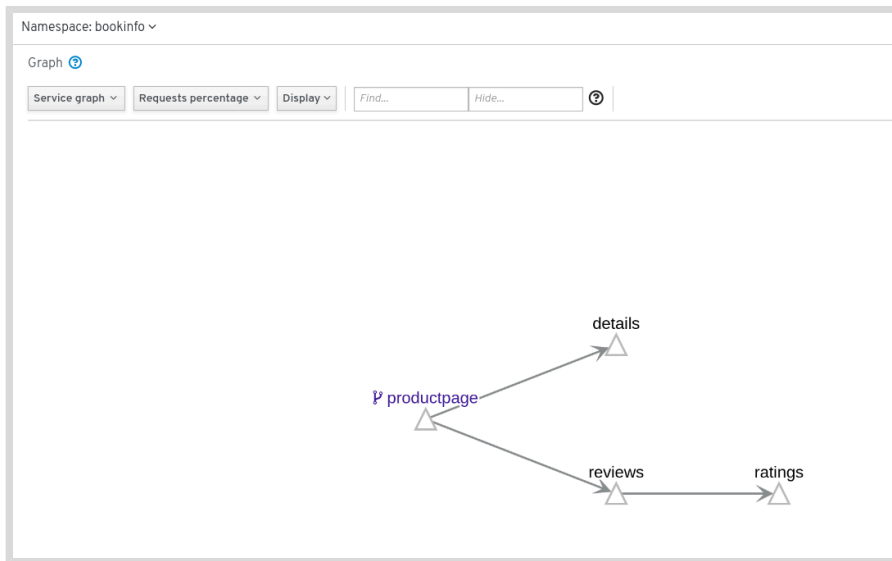 Namespace: bookinfo
Graph
Service graph
Requests percentage
Display
Find...
Hide...
details
productpage
reviews
ratings